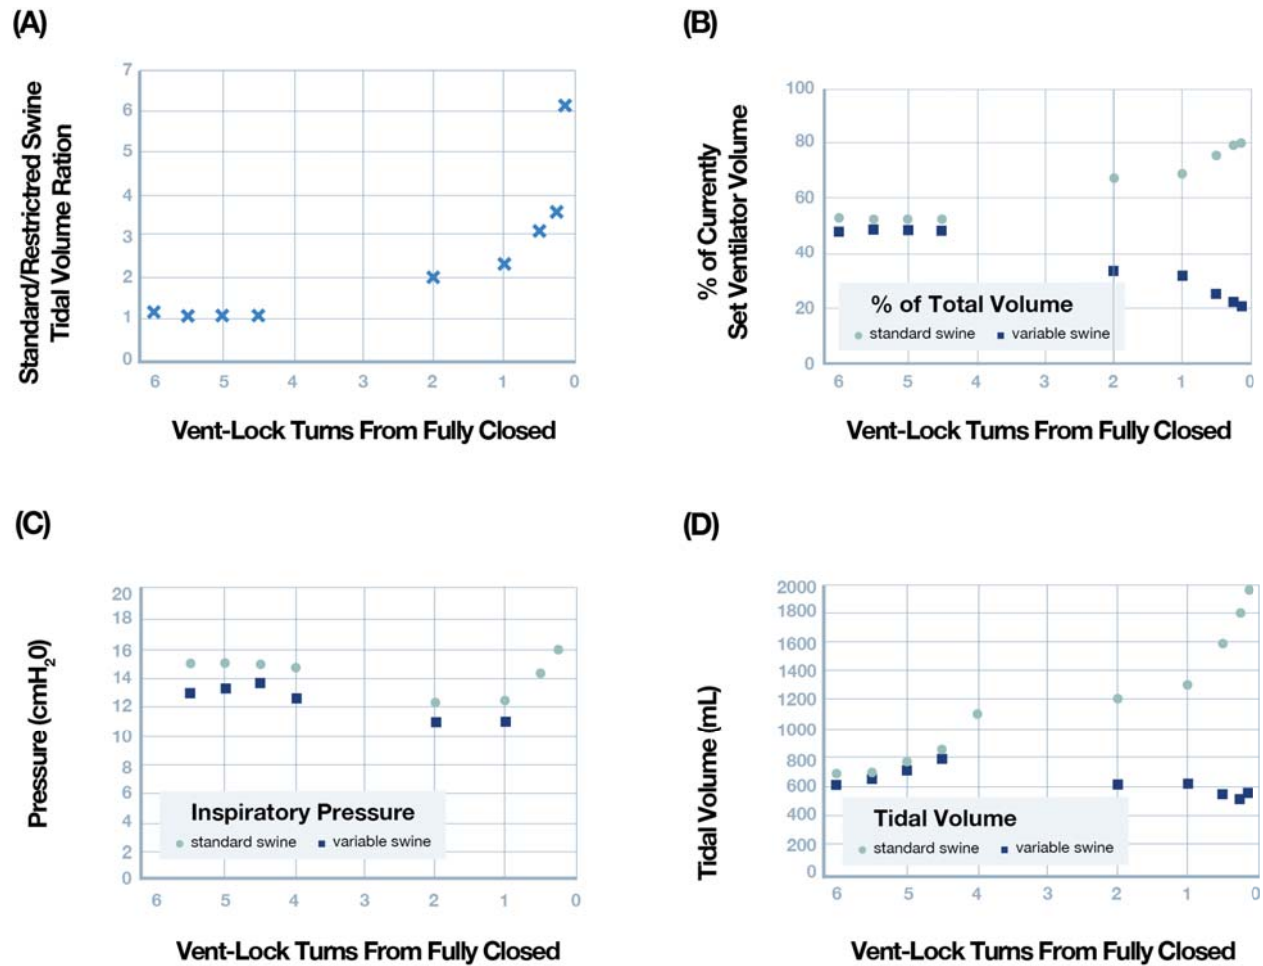 (A)
Standard/Restrictred Swine
Tidal Volume Ration
7
6
5
4
3
2
1
0
6 5 4 3 2 1 0
Vent-Lock Turns From Fully Closed
(B)
% of Currently
Set Ventilator Volume
100
80
60
40
20
0
% of Total Volume
standard swine variable swine
6 5 4 3 2 1 0
Vent-Lock Turns From Fully Closed
(C)
Pressure (cmH₂0)
20
18
16
14
12
10
8
6
4
2
0
Inspiratory Pressure
standard swine variable swine
6 5 4 3 2 1 0
Vent-Lock Turns From Fully Closed
(D)
Tidal Volume (mL)
2000
1800
1600
1400
1200
1000
800
600
400
200
0
Tidal Volume
standard swine variable swine
6 5 4 3 2 1 0
Vent-Lock Turns From Fully Closed